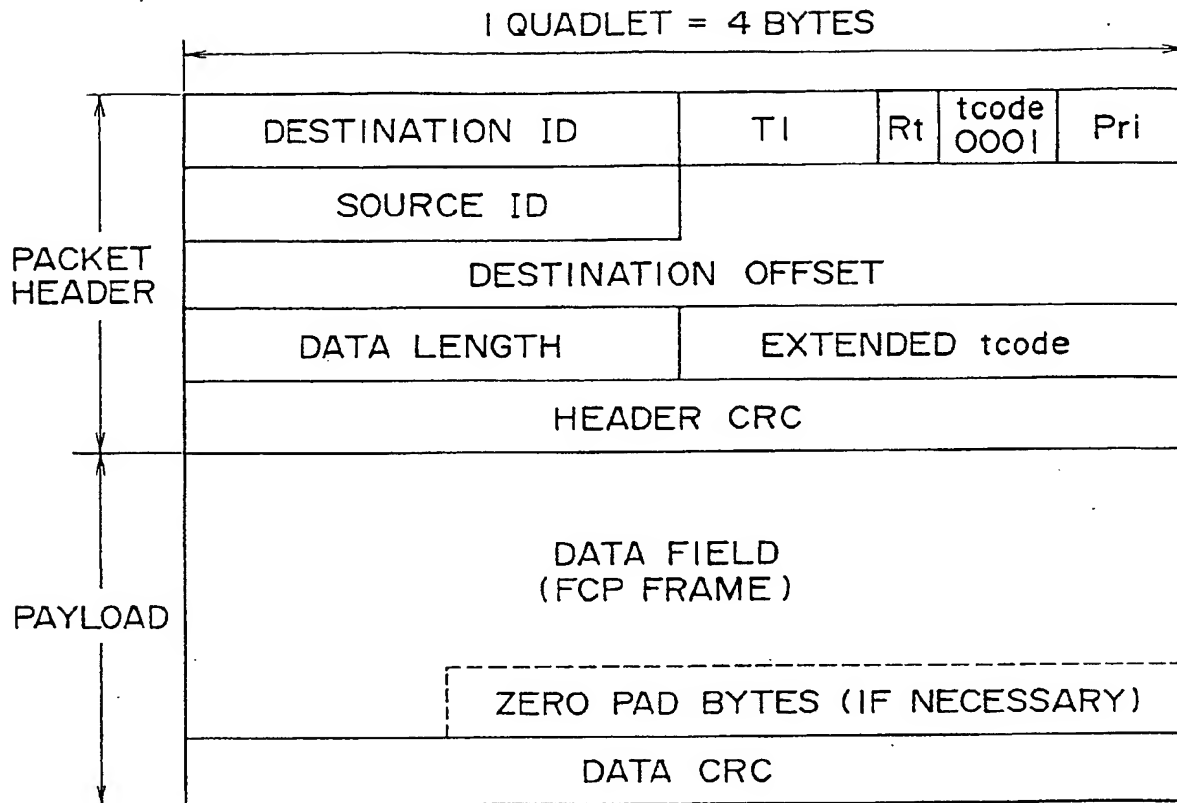 1 QUADLET = 4 BYTES
DESTINATION ID
Tl
Rt
tcode
0001
Pri
SOURCE ID
PACKET
HEADER
DESTINATION OFFSET
DATA LENGTH
EXTENDED tcode
HEADER CRC
DATA FIELD
(FCP FRAME)
PAYLOAD
ZERO PAD BYTES (IF NECESSARY)
DATA CRC